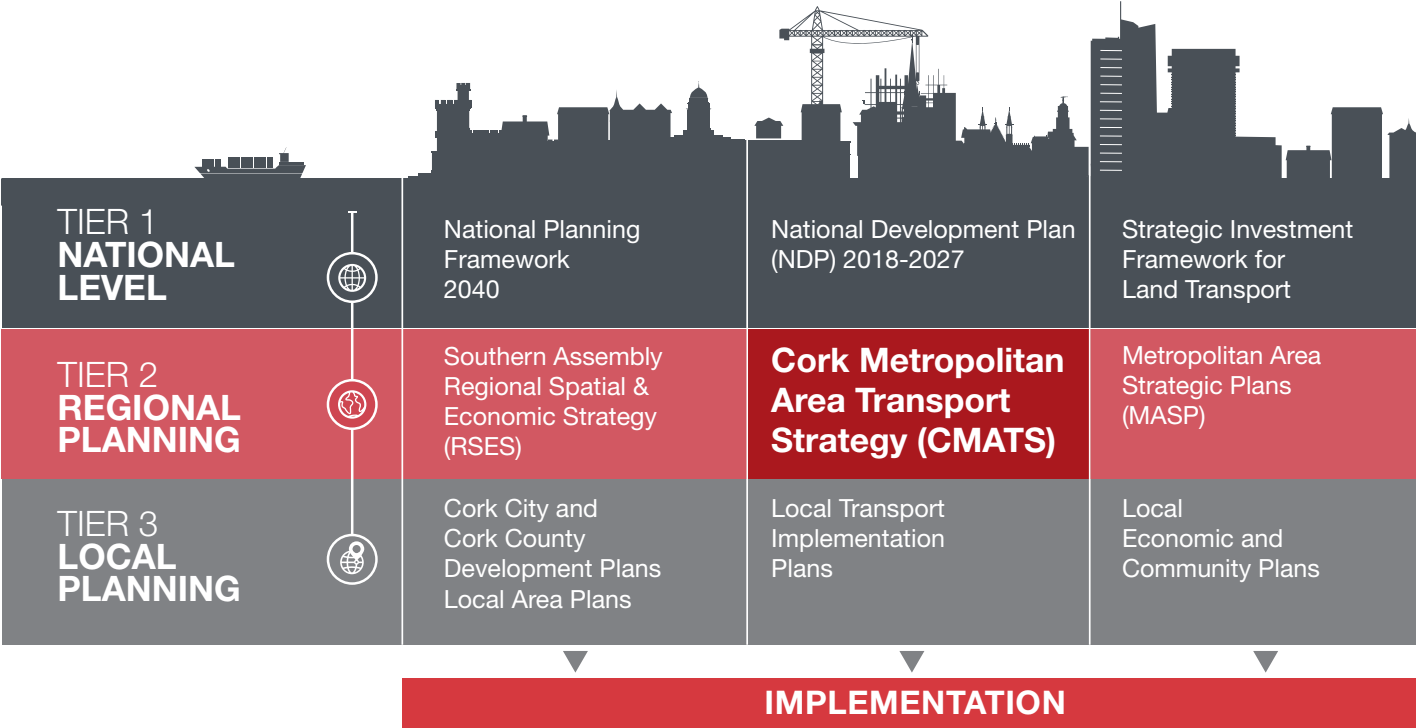 TIER 1
NATIONAL
LEVEL
National Planning
Framework
2040
National Development Plan
(NDP) 2018-2027
Strategic Investment
Framework for
Land Transport
TIER 2
REGIONAL
PLANNING
Southern Assembly
Regional Spatial &
Economic Strategy
(RSES)
Cork Metropolitan
Area Transport
Strategy (CMATS)
Metropolitan Area
Strategic Plans
(MASP)
TIER 3
LOCAL
PLANNING
Cork City and
Cork County
Development Plans
Local Area Plans
Local Transport
Implementation
Plans
Local
Economic and
Community Plans
IMPLEMENTATION